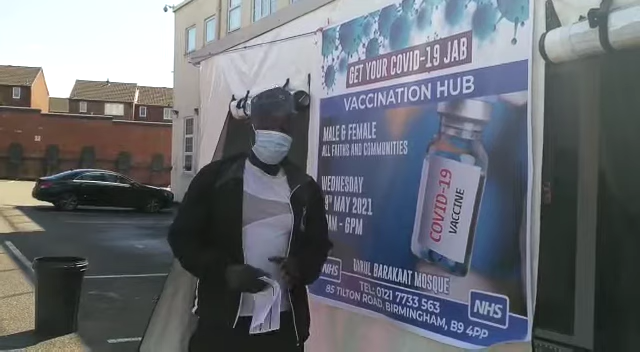 GET YOUR COVID-19 JAB
VACCINATION HUB
MALE & FEMALE
ALL FAITHS AND COMMUNITIES
WEDNESDAY
MAY 2021
- 6PM
COVID-19
VACCINE
DARUL BARAKAAT MOSQUE
NHS
TEL: 0121 7733 563
85 TILTON ROAD, BIRMINGHAM, B9 4PP
NHS